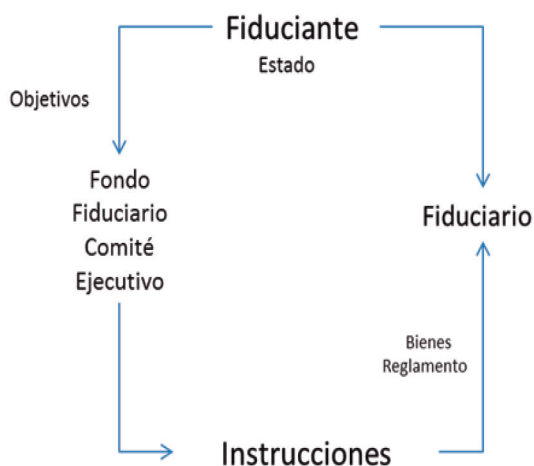 Fiduciante
Estado
Objetivos
Fondo
Fiduciario
Comité
Ejecutivo
Fiduciario
Bienes
Reglamento
Instrucciones